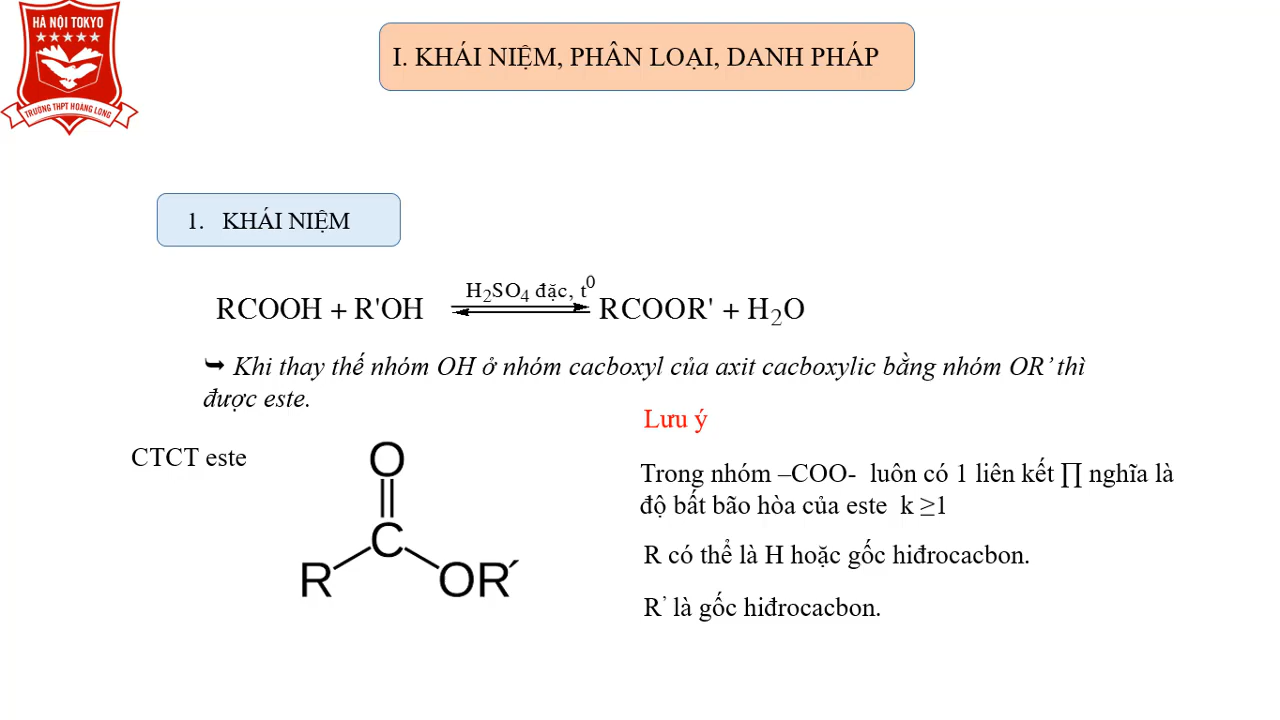 HÀ NỘI TOKYO
TRƯỜNG THPT HOÀNG LONG
I. KHÁI NIỆM, PHÂN LOẠI, DANH PHÁP
1. KHÁI NIỆM
H₂SO₄ đặc, t⁰
RCOOH + R'OH ⇌ RCOOR' + H₂O
➥ Khi thay thế nhóm OH ở nhóm cacboxyl của axit cacboxylic bằng nhóm OR’ thì
được este.
Lưu ý
CTCT este
O
C
R
OR′
Trong nhóm –COO- luôn có 1 liên kết ∏ nghĩa là
độ bất bão hòa của este k ≥1
R có thể là H hoặc gốc hiđrocacbon.
R’ là gốc hiđrocacbon.